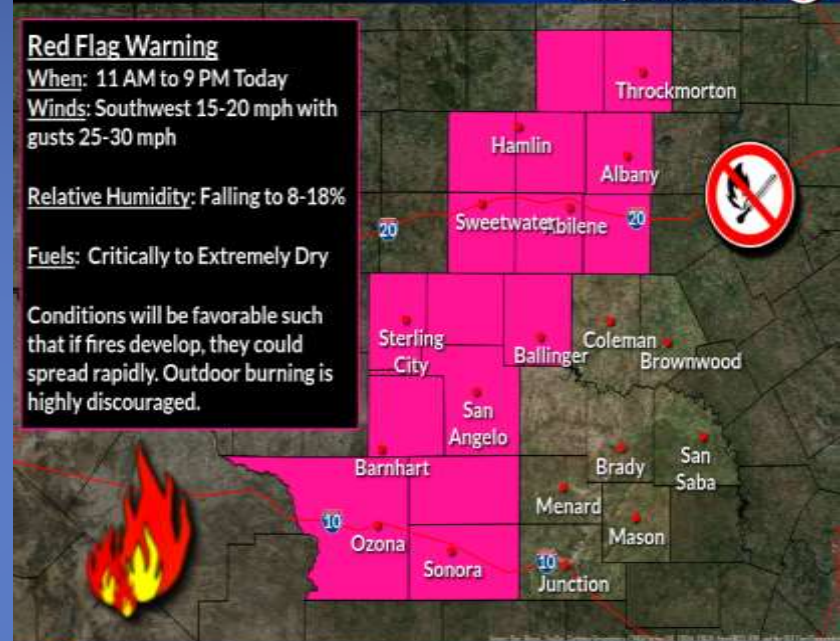 Red Flag Warning
When: 11 AM to 9 PM Today
Winds: Southwest 15-20 mph with
gusts 25-30 mph
Relative Humidity: Falling to 8-18%
Fuels: Critically to Extremely Dry
Conditions will be favorable such
that if fires develop, they could
spread rapidly. Outdoor burning is
highly discouraged.
Throckmorton
Hamlin
Albany
Sweetwater
Abilene
20
20
Sterling
City
Ballinger
Coleman
Brownwood
San
Angelo
Barnhart
Brady
San
Saba
Menard
Mason
10
Ozona
Sonora
10
Junction